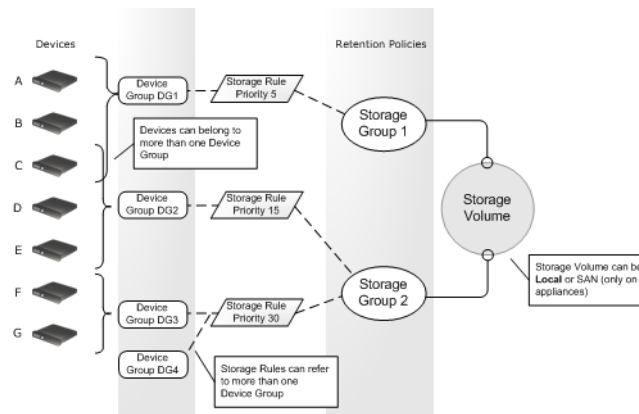 Devices
Retention Policies
A
B
C
D
E
F
G
Device
Group DG1
Storage Rule
Priority 5
Storage
Group 1
Devices can belong to
more than one Device
Group
Device
Group DG2
Storage Rule
Priority 15
Storage
Volume
Storage Volume can be
Local or SAN (only on
appliances)
Storage
Group 2
Device
Group DG3
Storage Rule
Priority 30
Device
Group DG4
Storage Rules can refer
to more than one
Device Group